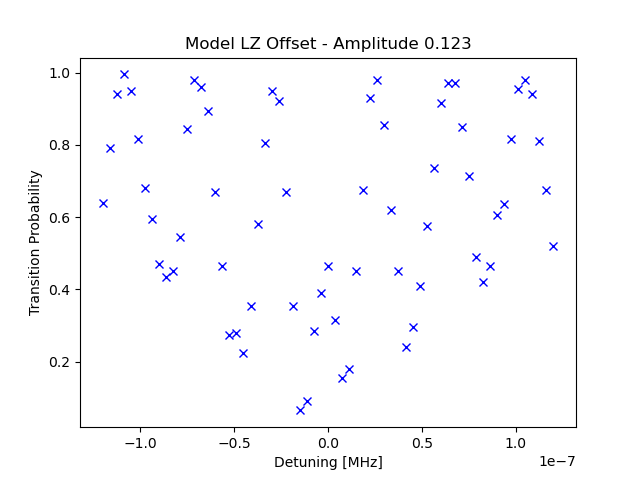 Model LZ Offset - Amplitude 0.123
1.0
0.8
0.6
0.4
0.2
Transition Probability
−1.0 −0.5 0.0 0.5 1.0
1e−7
Detuning [MHz]